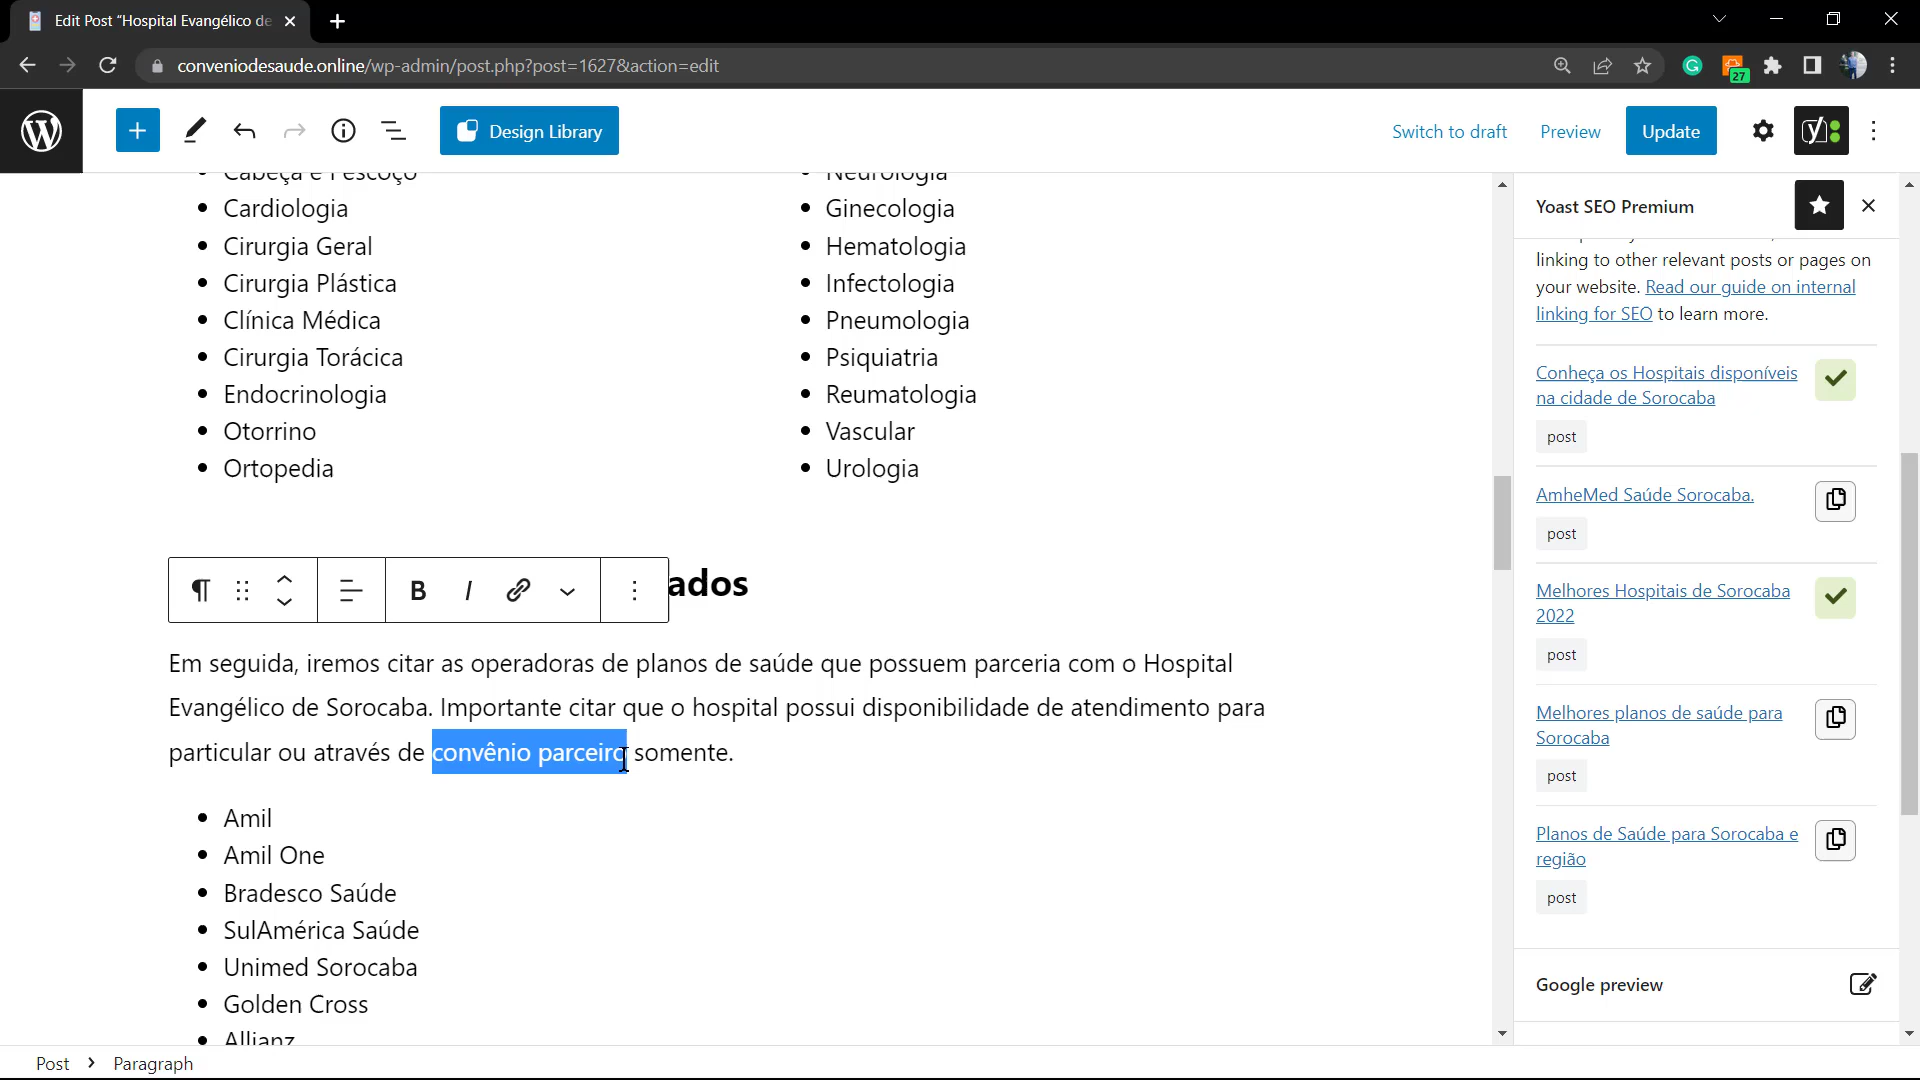 Edit Post “Hospital Evangélico de
conveniodesaude.online/wp-admin/post.php?post=1627&action=edit
27
Design Library
Switch to draft
Preview
Update
Cabeça e Pescoço
Cardiologia
Cirurgia Geral
Cirurgia Plástica
Clínica Médica
Cirurgia Torácica
Endocrinologia
Otorrino
Ortopedia
Neurologia
Ginecologia
Hematologia
Infectologia
Pneumologia
Psiquiatria
Reumatologia
Vascular
Urologia
B I
ados
Em seguida, iremos citar as operadoras de planos de saúde que possuem parceria com o Hospital
Evangélico de Sorocaba. Importante citar que o hospital possui disponibilidade de atendimento para
particular ou através de convênio parceiro somente.
Amil
Amil One
Bradesco Saúde
SulAmérica Saúde
Unimed Sorocaba
Golden Cross
Allianz
Yoast SEO Premium
linking to other relevant posts or pages on
your website. Read our guide on internal
linking for SEO to learn more.
Conheça os Hospitais disponíveis
na cidade de Sorocaba
post
AmheMed Saúde Sorocaba.
post
Melhores Hospitais de Sorocaba
2022
post
Melhores planos de saúde para
Sorocaba
post
Planos de Saúde para Sorocaba e
região
post
Google preview
Post > Paragraph